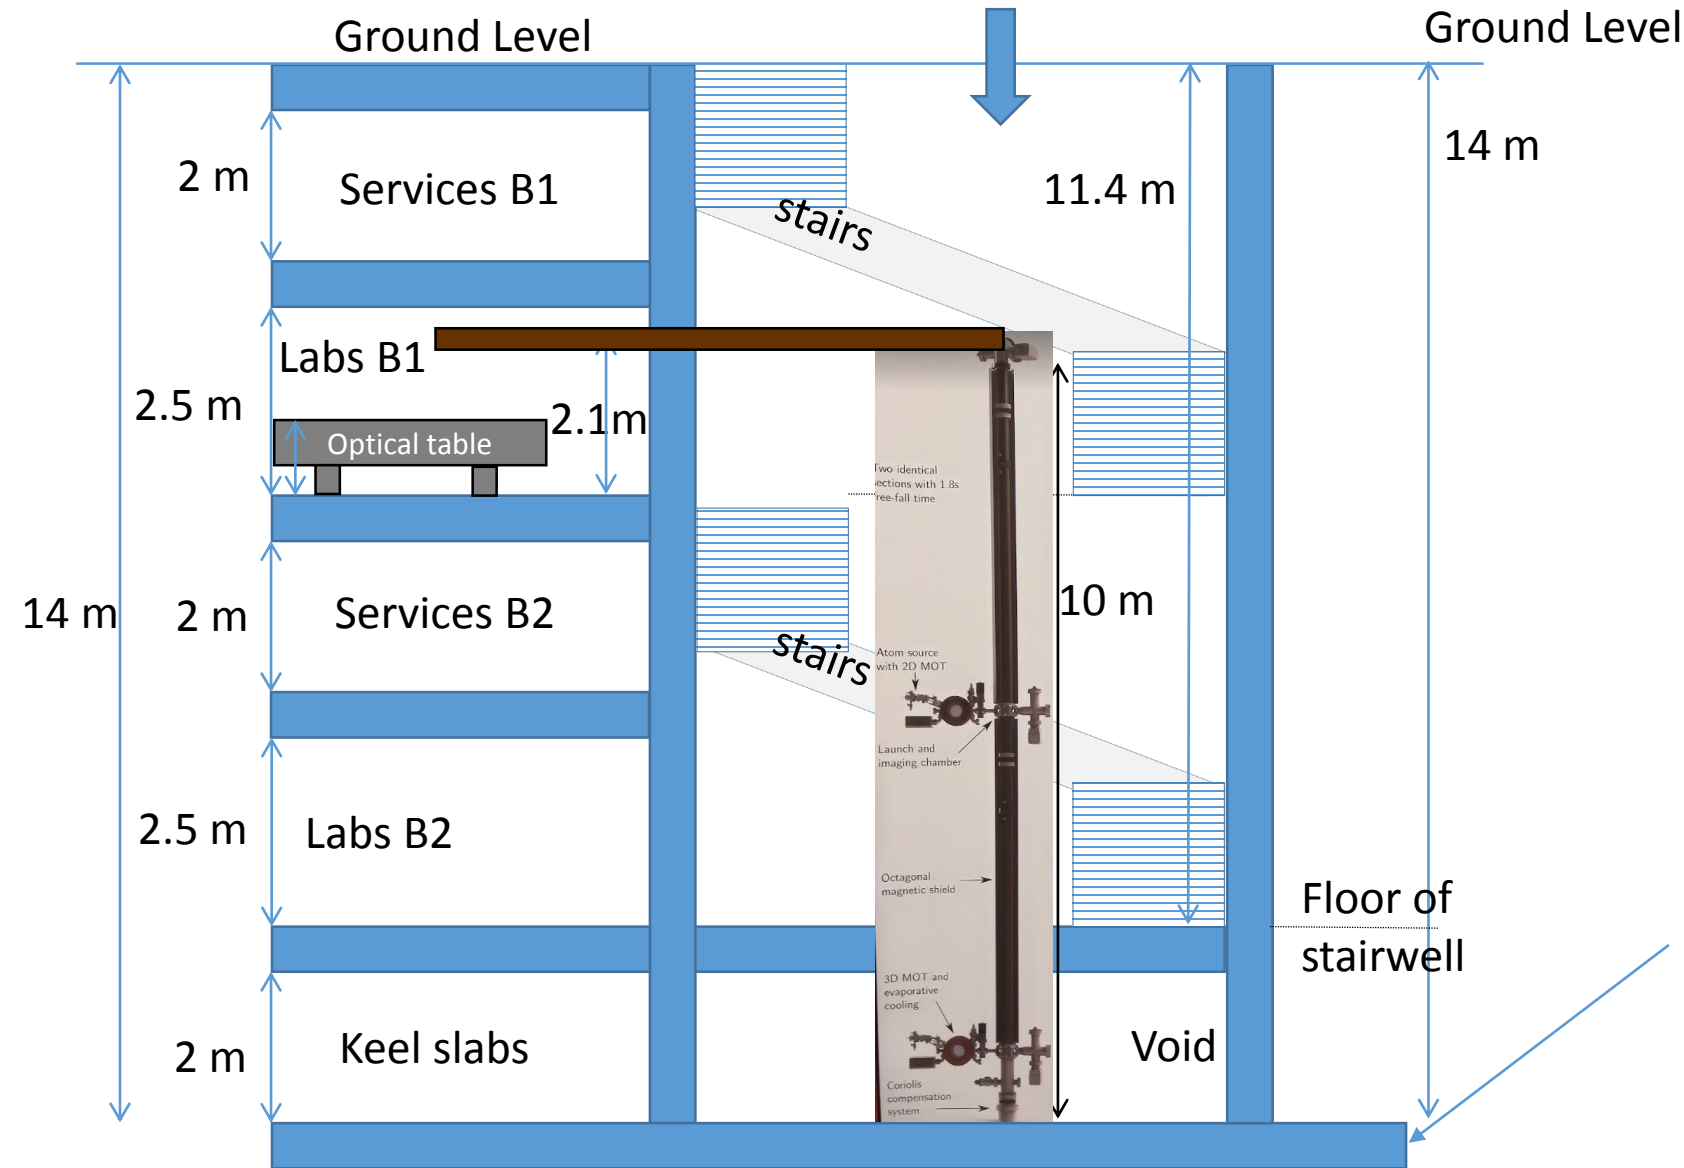 Ground Level
Ground Level
14 m
2 m
Services B1
stairs
11.4 m
Labs B1
2.5 m
2.1m
Optical table
Two identical
sections with 1.8s
free-fall time
14 m
2 m
Services B2
10 m
stairs
Atom source
with 2D MOT
Launch and
imaging chamber
2.5 m
Labs B2
Octagonal
magnetic shield
Floor of
stairwell
3D MOT and
evaporative
cooling
2 m
Keel slabs
Void
Coriolis
compensation
system